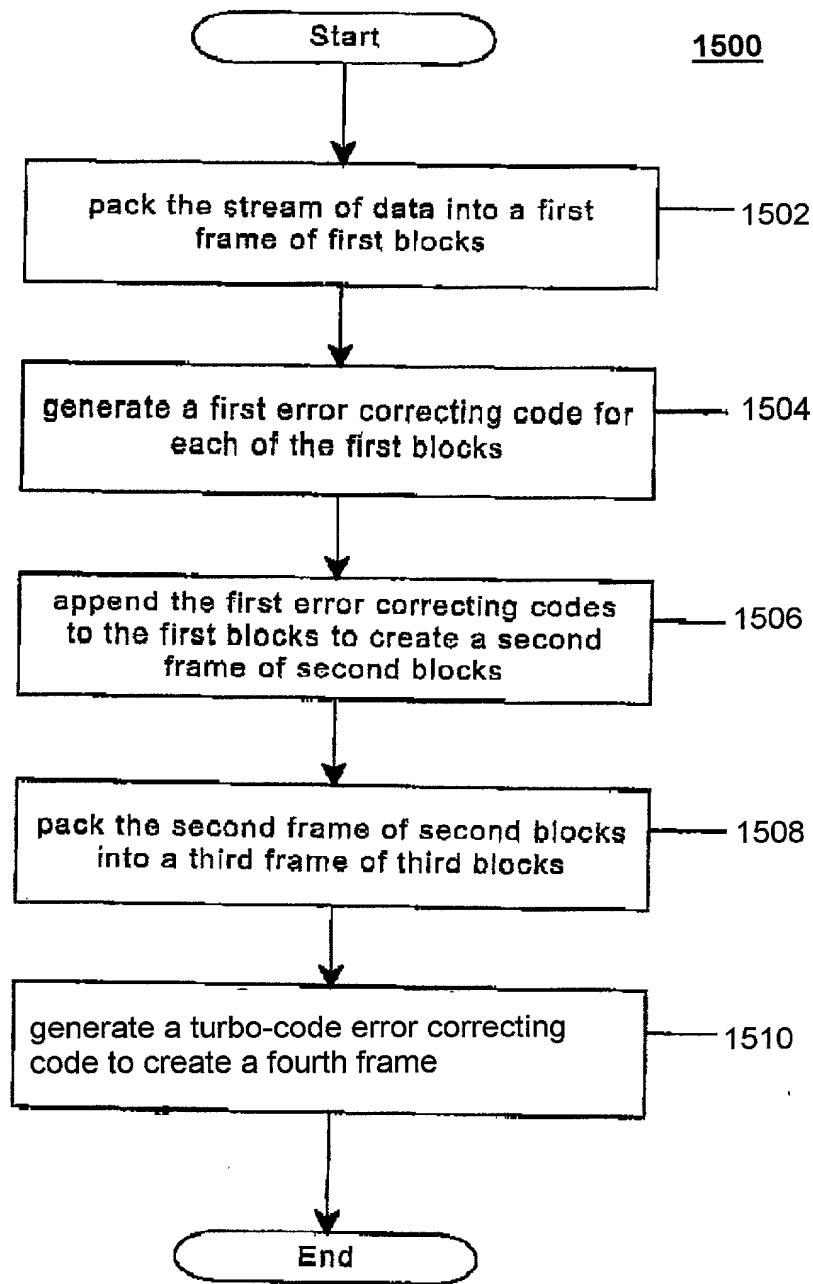 Start
1500
pack the stream of data into a first
frame of first blocks
1502
generate a first error correcting code for
each of the first blocks
1504
append the first error correcting codes
to the first blocks to create a second
frame of second blocks
1506
pack the second frame of second blocks
into a third frame of third blocks
1508
generate a turbo-code error correcting
code to create a fourth frame
1510
End